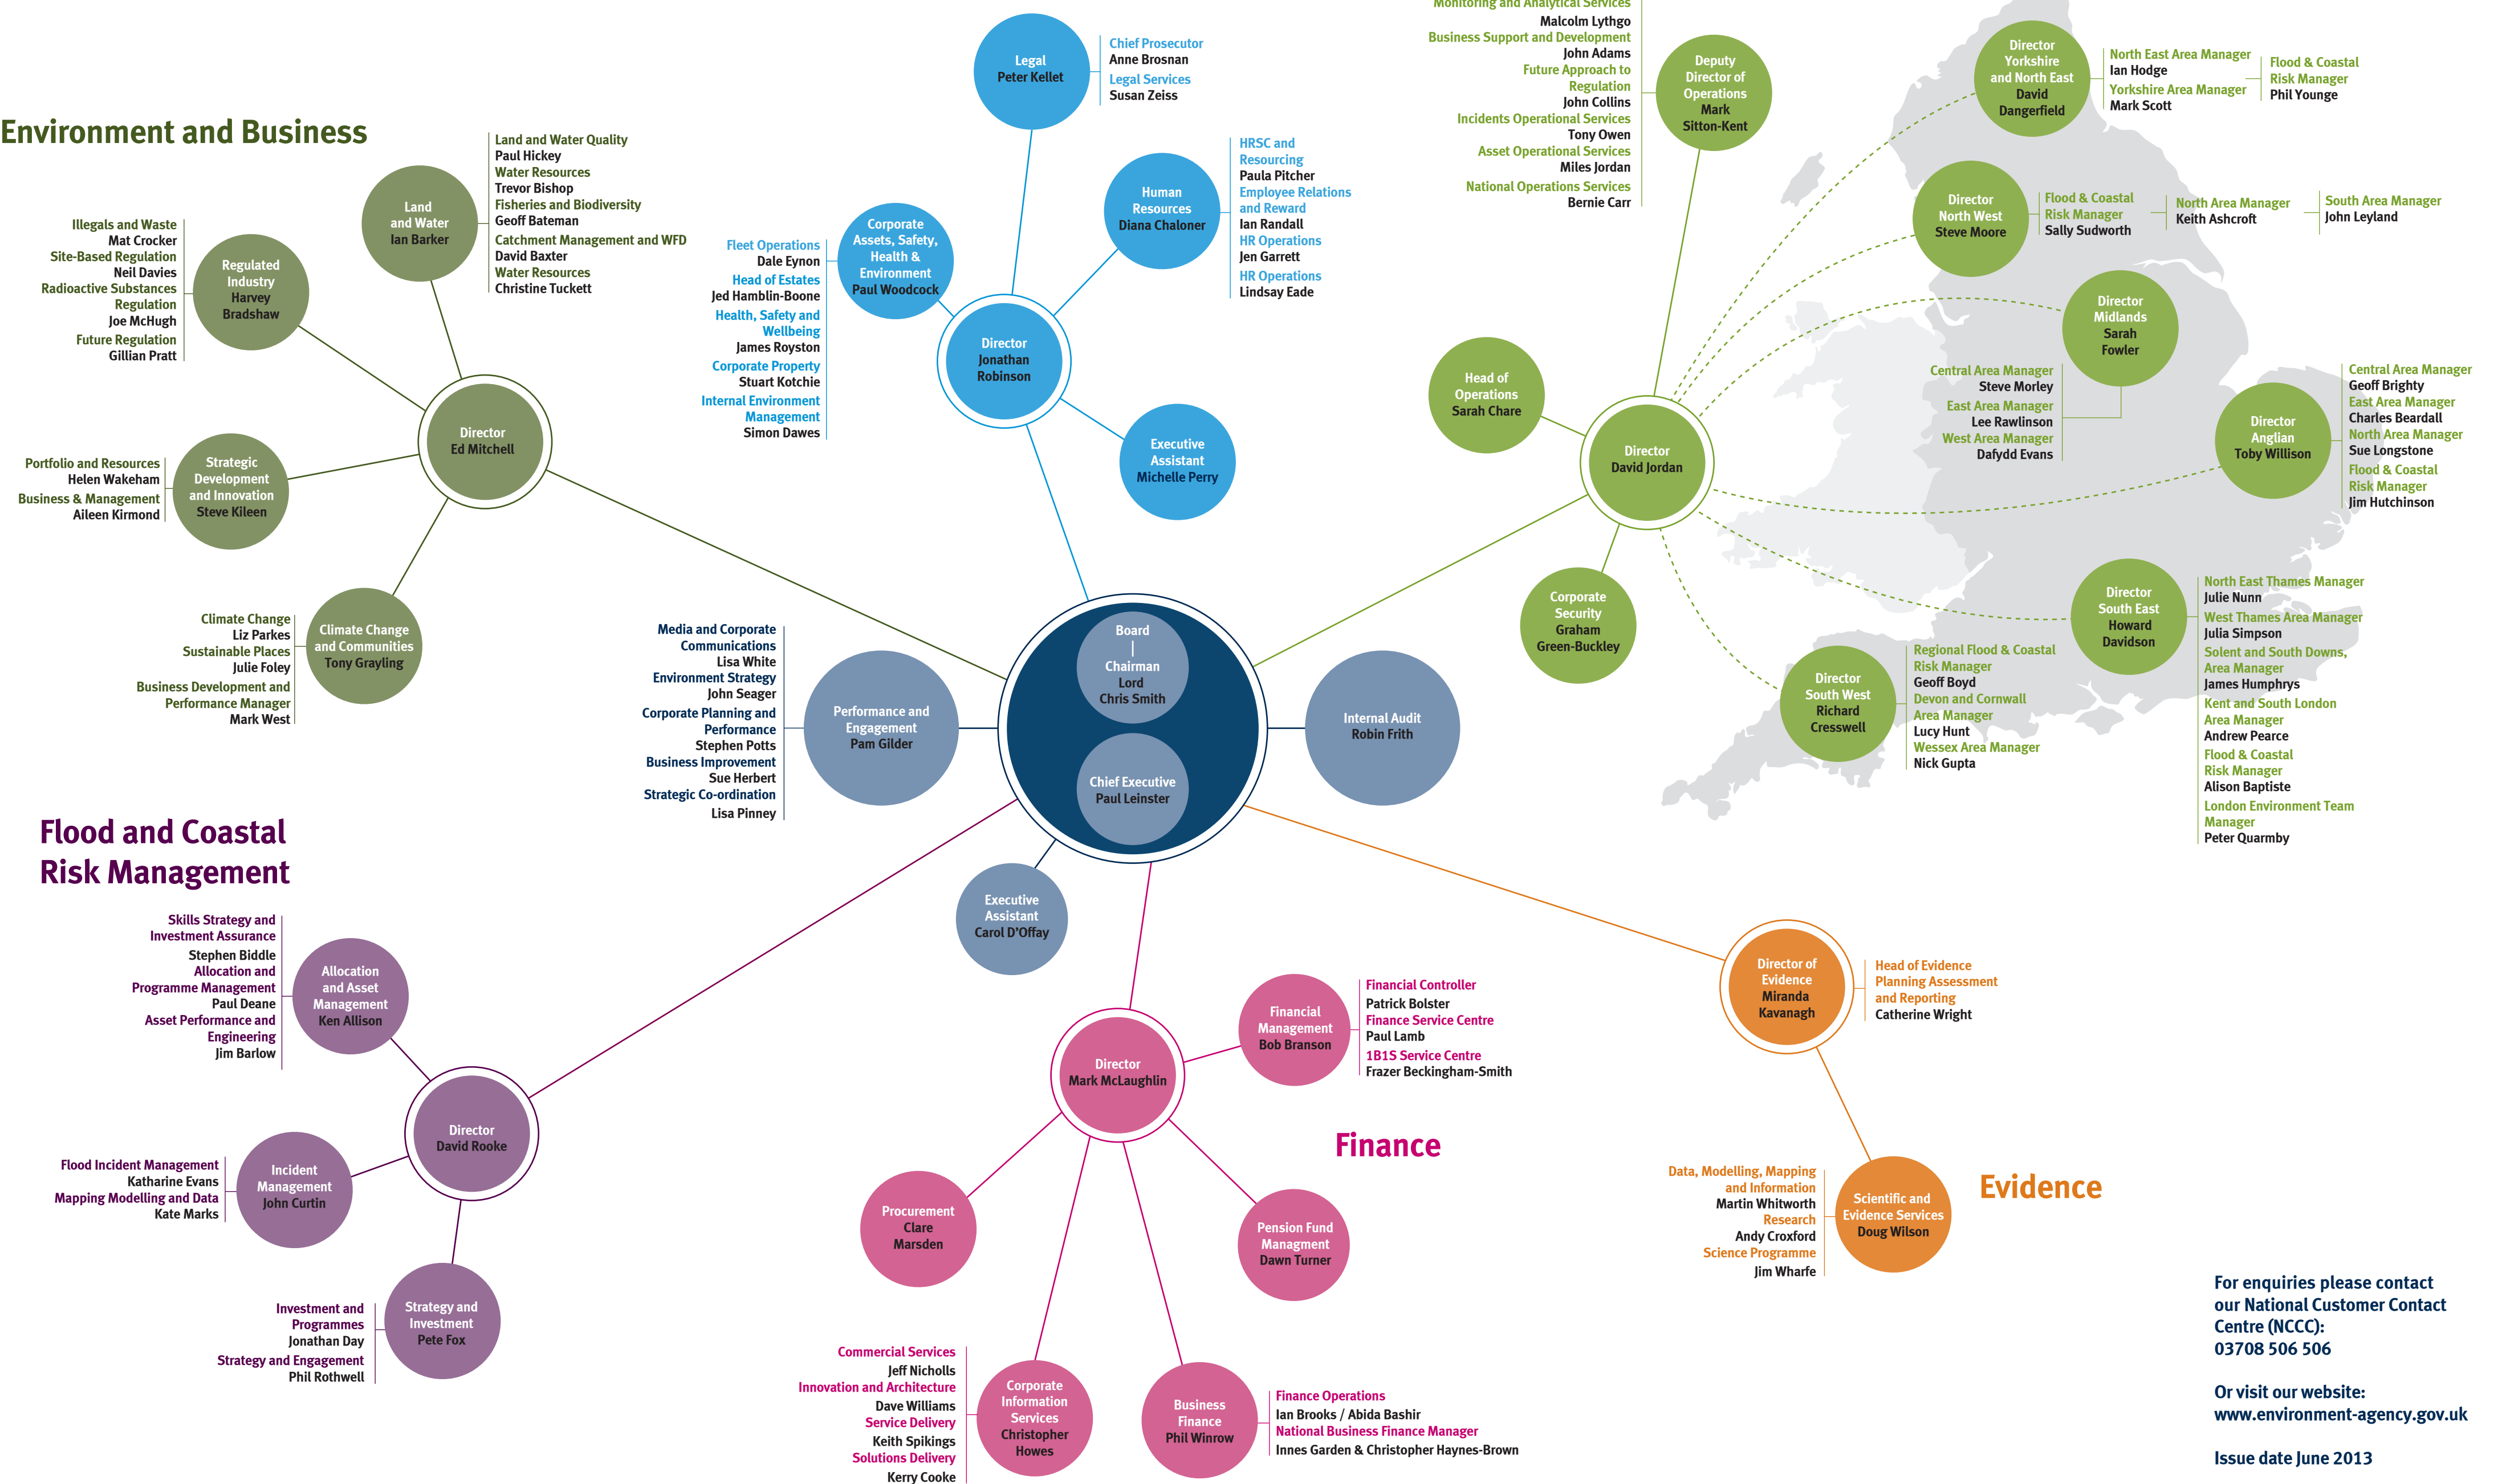 Environment and Business
Land and Water Quality
Paul Hickey
Water Resources
Trevor Bishop
Fisheries and Biodiversity
Geoff Bateman
Catchment Management and WFD
David Baxter
Water Resources
Christine Tuckett
Land
and Water
Ian Barker
Illegals and Waste
Mat Crocker
Site-Based Regulation
Neil Davies
Radioactive Substances
Regulation
Joe McHugh
Future Regulation
Gillian Pratt
Regulated
Industry
Harvey
Bradshaw
Director
Ed Mitchell
Portfolio and Resources
Helen Wakeham
Business & Management
Aileen Kirmond
Strategic
Development
and Innovation
Steve Kileen
Climate Change
Liz Parkes
Sustainable Places
Julie Foley
Business Development and
Performance Manager
Mark West
Climate Change
and Communities
Tony Grayling
Legal
Peter Kellet
Chief Prosecutor
Anne Brosnan
Legal Services
Susan Zeiss
Human
Resources
Diana Chaloner
HRSC and
Resourcing
Paula Pitcher
Employee Relations
and Reward
Ian Randall
HR Operations
Jen Garrett
HR Operations
Lindsay Eade
Corporate
Assets, Safety,
Health &
Environment
Paul Woodcock
Fleet Operations
Dale Eynon
Head of Estates
Jed Hamblin-Boone
Health, Safety and
Wellbeing
James Royston
Corporate Property
Stuart Kotchie
Internal Environment
Management
Simon Dawes
Director
Jonathan
Robinson
Executive
Assistant
Michelle Perry
Monitoring and Analytical Services
Malcolm Lythgo
Business Support and Development
John Adams
Future Approach to
Regulation
John Collins
Incidents Operational Services
Tony Owen
Asset Operational Services
Miles Jordan
National Operations Services
Bernie Carr
Deputy
Director of
Operations
Mark
Sitton-Kent
Head of
Operations
Sarah Chare
Director
David Jordan
Corporate
Security
Graham
Green-Buckley
Director
Yorkshire
and North East
David
Dangerfield
North East Area Manager
Ian Hodge
Yorkshire Area Manager
Mark Scott
Flood & Coastal
Risk Manager
Phil Younge
Director
North West
Steve Moore
Flood & Coastal
Risk Manager
Sally Sudworth
North Area Manager
Keith Ashcroft
South Area Manager
John Leyland
Director
Midlands
Sarah
Fowler
Central Area Manager
Steve Morley
East Area Manager
Lee Rawlinson
West Area Manager
Dafydd Evans
Director
Anglian
Toby Willison
Central Area Manager
Geoff Brighty
East Area Manager
Charles Beardall
North Area Manager
Sue Longstone
Flood & Coastal
Risk Manager
Jim Hutchinson
Director
South East
Howard
Davidson
North East Thames Manager
Julie Nunn
West Thames Area Manager
Julia Simpson
Solent and South Downs,
Area Manager
James Humphrys
Kent and South London
Area Manager
Andrew Pearce
Flood & Coastal
Risk Manager
Alison Baptiste
London Environment Team
Manager
Peter Quarmby
Director
South West
Richard
Cresswell
Regional Flood & Coastal
Risk Manager
Geoff Boyd
Devon and Cornwall
Area Manager
Lucy Hunt
Wessex Area Manager
Nick Gupta
Media and Corporate
Communications
Lisa White
Environment Strategy
John Seager
Corporate Planning and
Performance
Stephen Potts
Business Improvement
Sue Herbert
Strategic Co-ordination
Lisa Pinney
Performance and
Engagement
Pam Gilder
Board
Chairman
Lord
Chris Smith
Chief Executive
Paul Leinster
Internal Audit
Robin Frith
Executive
Assistant
Carol D'Offay
Flood and Coastal
Risk Management
Skills Strategy and
Investment Assurance
Stephen Biddle
Allocation and
Programme Management
Paul Deane
Asset Performance and
Engineering
Jim Barlow
Allocation
and Asset
Management
Ken Allison
Director
David Rooke
Flood Incident Management
Katharine Evans
Mapping Modelling and Data
Kate Marks
Incident
Management
John Curtin
Investment and
Programmes
Jonathan Day
Strategy and Engagement
Phil Rothwell
Strategy and
Investment
Pete Fox
Finance
Director
Mark McLaughlin
Financial
Management
Bob Branson
Financial Controller
Patrick Bolster
Finance Service Centre
Paul Lamb
1B1S Service Centre
Frazer Beckingham-Smith
Procurement
Clare
Marsden
Pension Fund
Managment
Dawn Turner
Commercial Services
Jeff Nicholls
Innovation and Architecture
Dave Williams
Service Delivery
Keith Spikings
Solutions Delivery
Kerry Cooke
Corporate
Information
Services
Christopher
Howes
Business
Finance
Phil Winrow
Finance Operations
Ian Brooks / Abida Bashir
National Business Finance Manager
Innes Garden & Christopher Haynes-Brown
Evidence
Director of
Evidence
Miranda
Kavanagh
Head of Evidence
Planning Assessment
and Reporting
Catherine Wright
Data, Modelling, Mapping
and Information
Martin Whitworth
Research
Andy Croxford
Science Programme
Jim Wharfe
Scientific and
Evidence Services
Doug Wilson
For enquiries please contact
our National Customer Contact
Centre (NCCC):
03708 506 506
Or visit our website:
www.environment-agency.gov.uk
Issue date June 2013